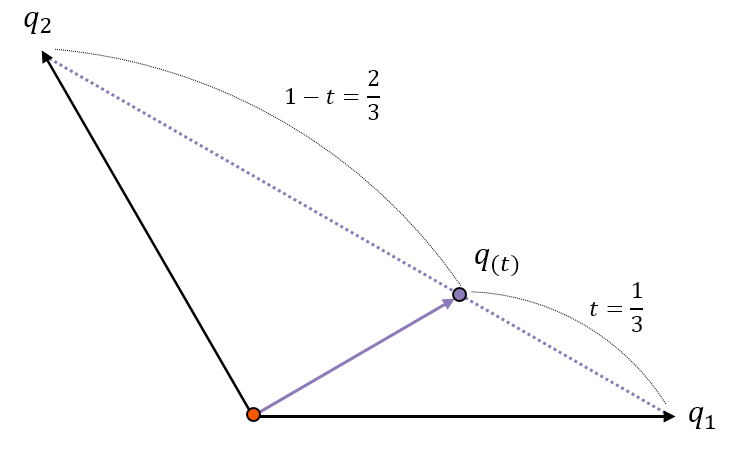 q₂
1 − t = 2/3
q₍t₎
t = 1/3
q₁